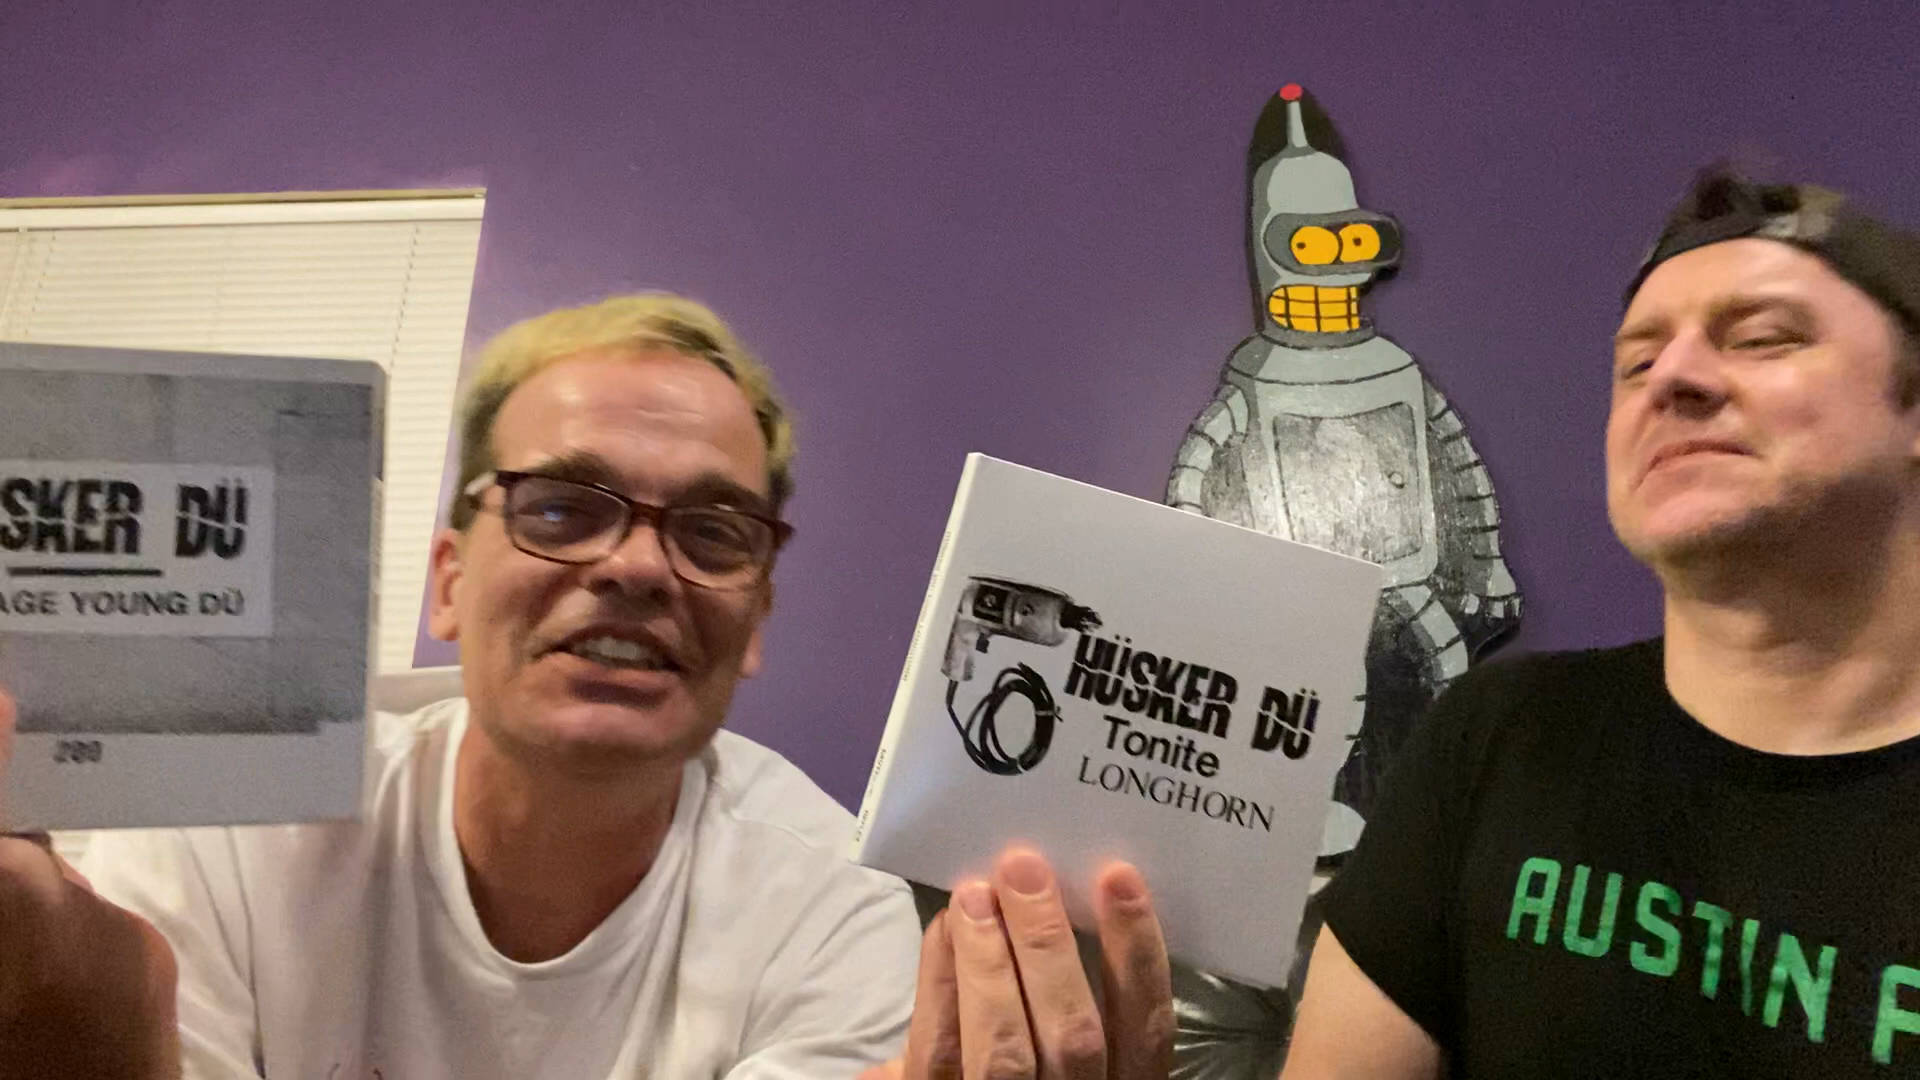 SKER DÜ
AGE YOUNG DÜ
HÜSKER DÜ
Tonite
LONGHORN
AUSTIN F